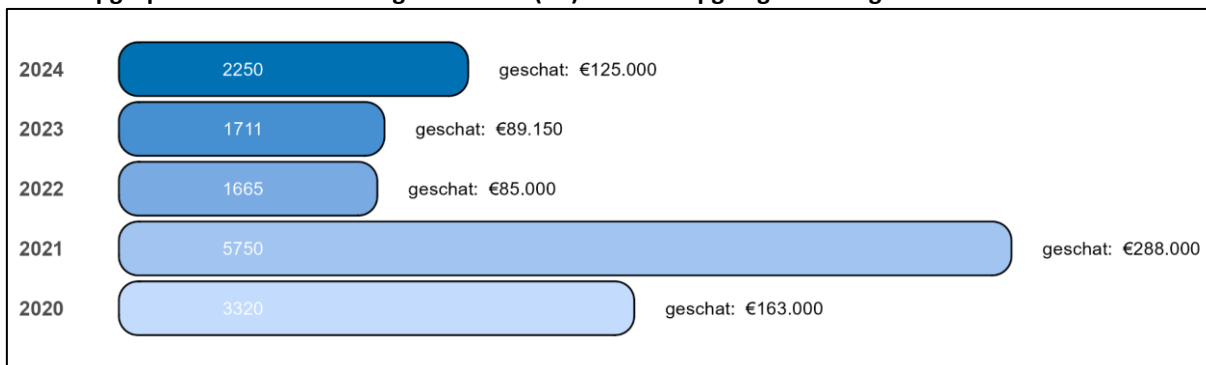 2024 2250 geschat: €125.000
2023 1711 geschat: €89.150
2022 1665 geschat: €85.000
2021 5750 geschat: €288.000
2020 3320 geschat: €163.000